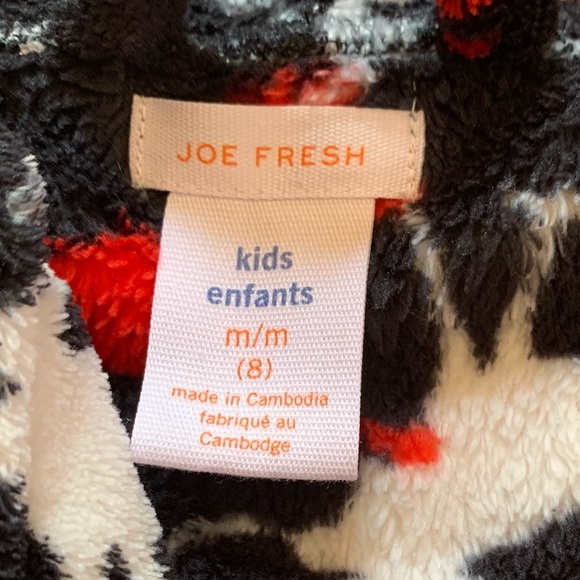 JOE FRESH
kids
enfants
m/m
(8)
made in Cambodia
fabriqué au
Cambodge